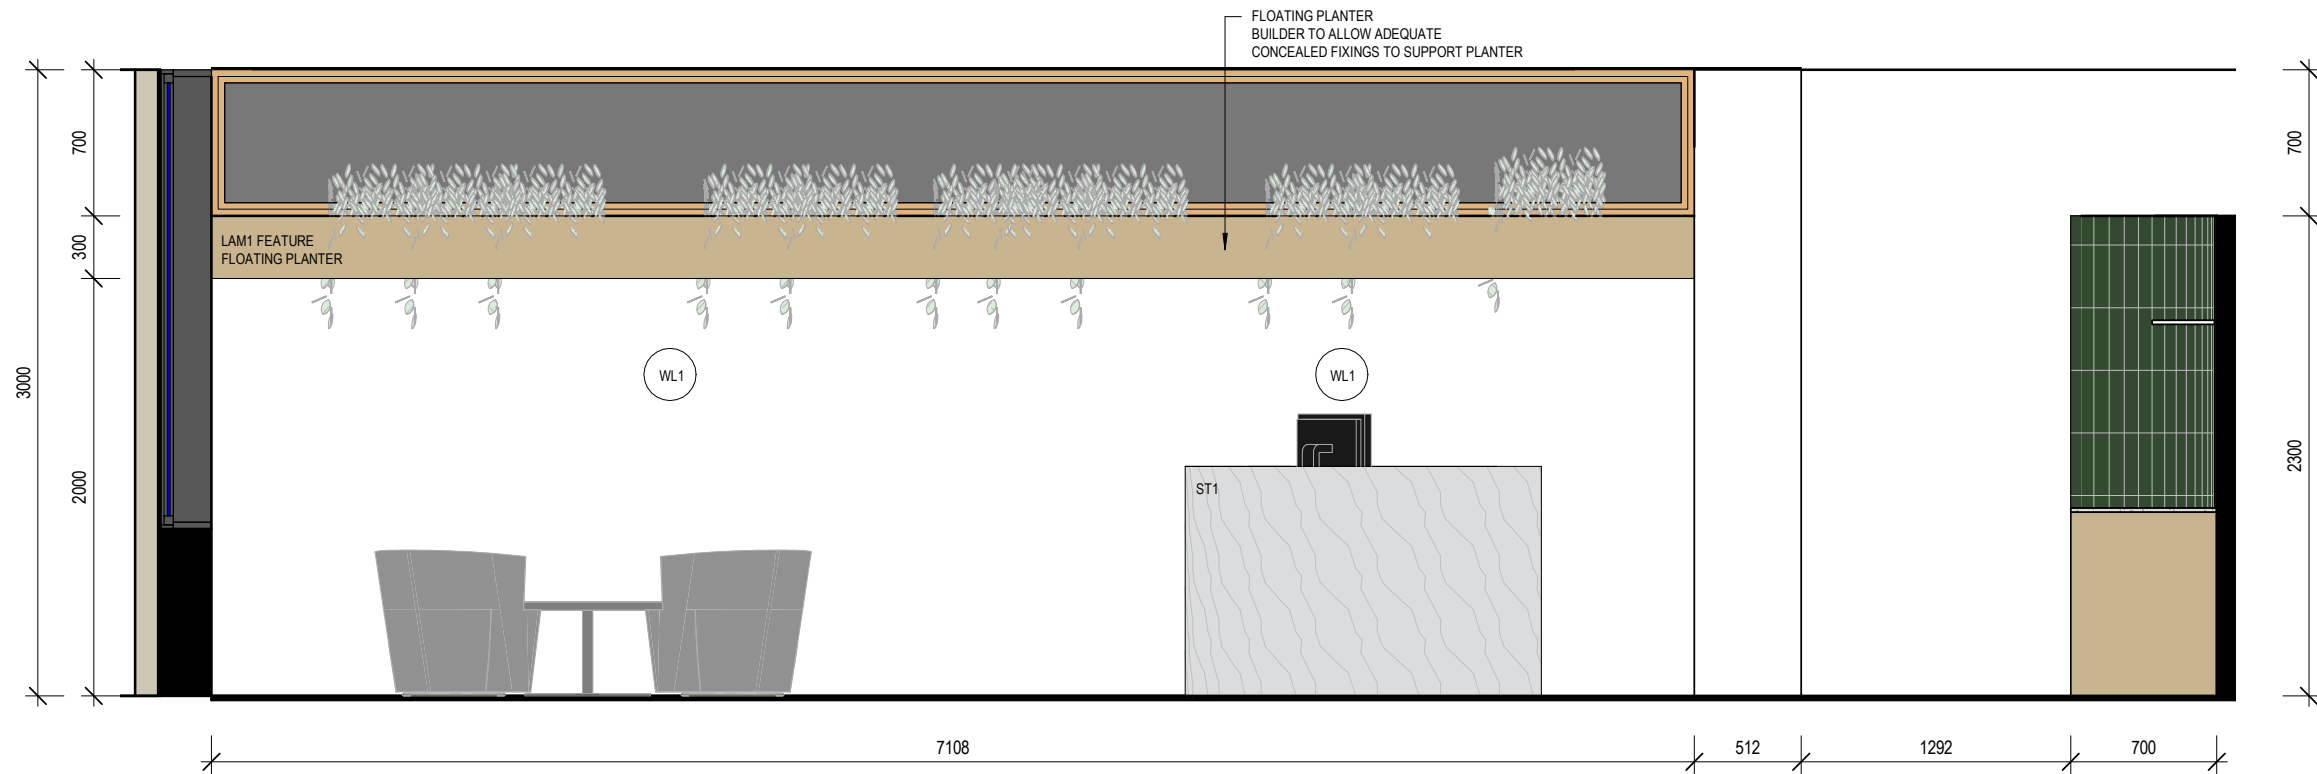 FLOATING PLANTER
BUILDER TO ALLOW ADEQUATE
CONCEALED FIXINGS TO SUPPORT PLANTER
700
300
3000
2000
LAM1 FEATURE
FLOATING PLANTER
WL1
WL1
ST1
700
2300
7108
512
1292
700